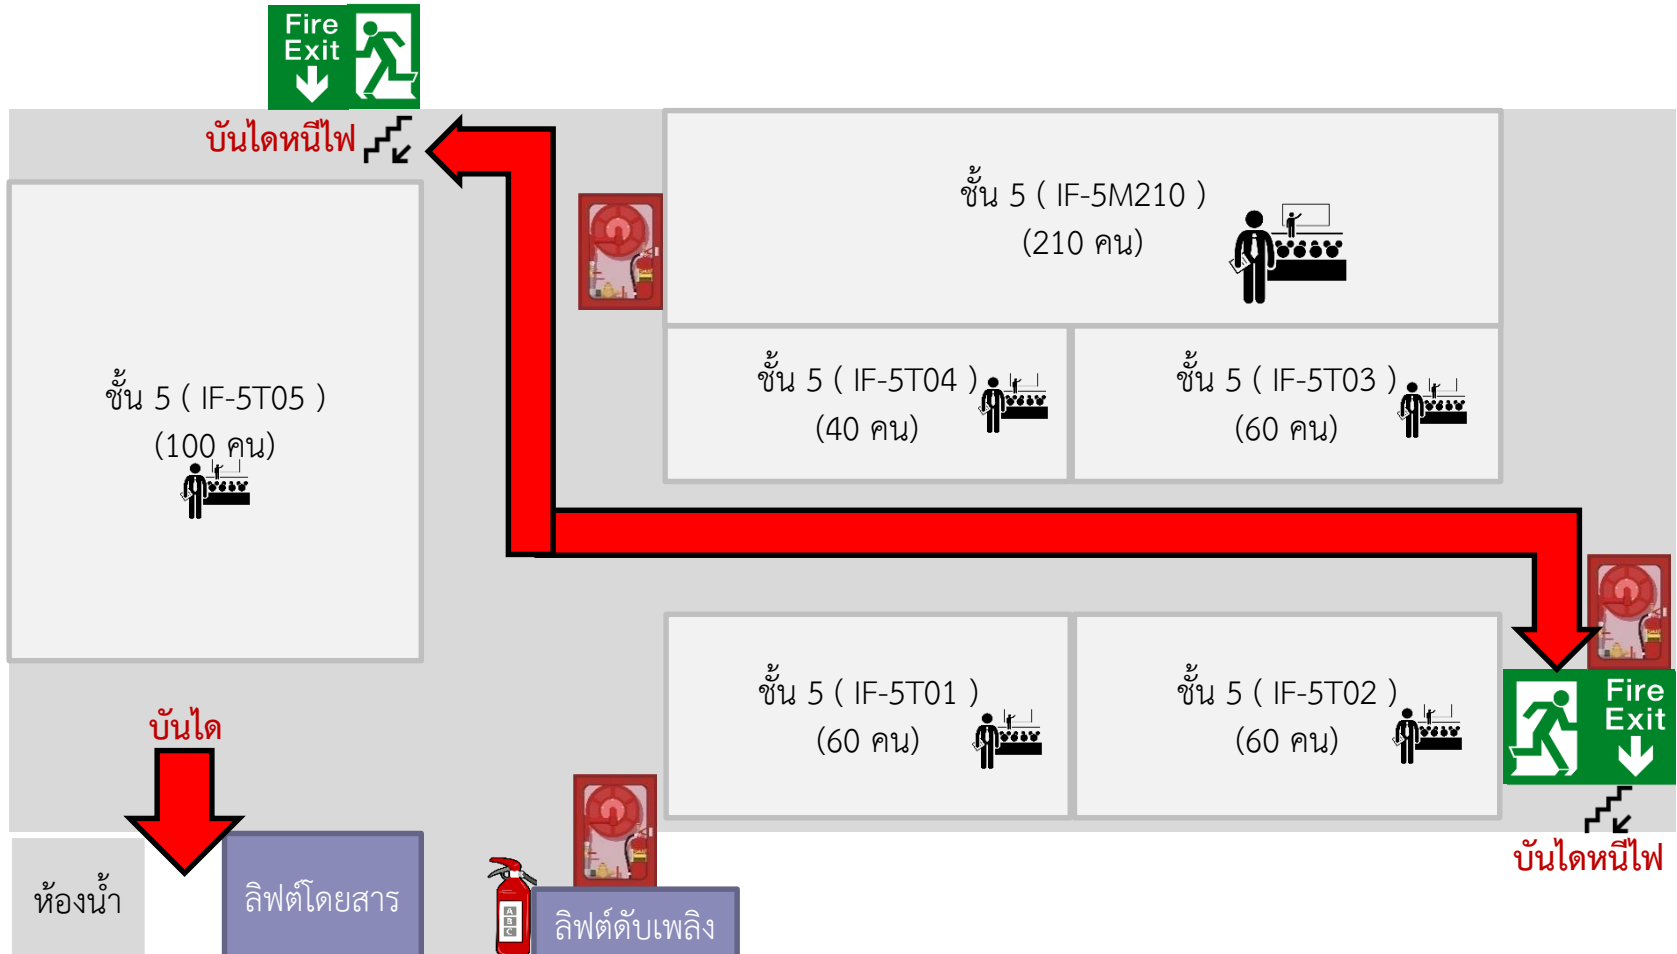 Fire
Exit
บันไดหนีไฟ
ชั้น 5 ( IF-5M210 )
(210 คน)
ชั้น 5 ( IF-5T05 )
(100 คน)
ชั้น 5 ( IF-5T04 )
(40 คน)
ชั้น 5 ( IF-5T03 )
(60 คน)
ชั้น 5 ( IF-5T01 )
(60 คน)
ชั้น 5 ( IF-5T02 )
(60 คน)
Fire
Exit
บันไดหนีไฟ
บันได
ห้องน้ำ
ลิฟต์โดยสาร
A
B
C
ลิฟต์ดับเพลิง